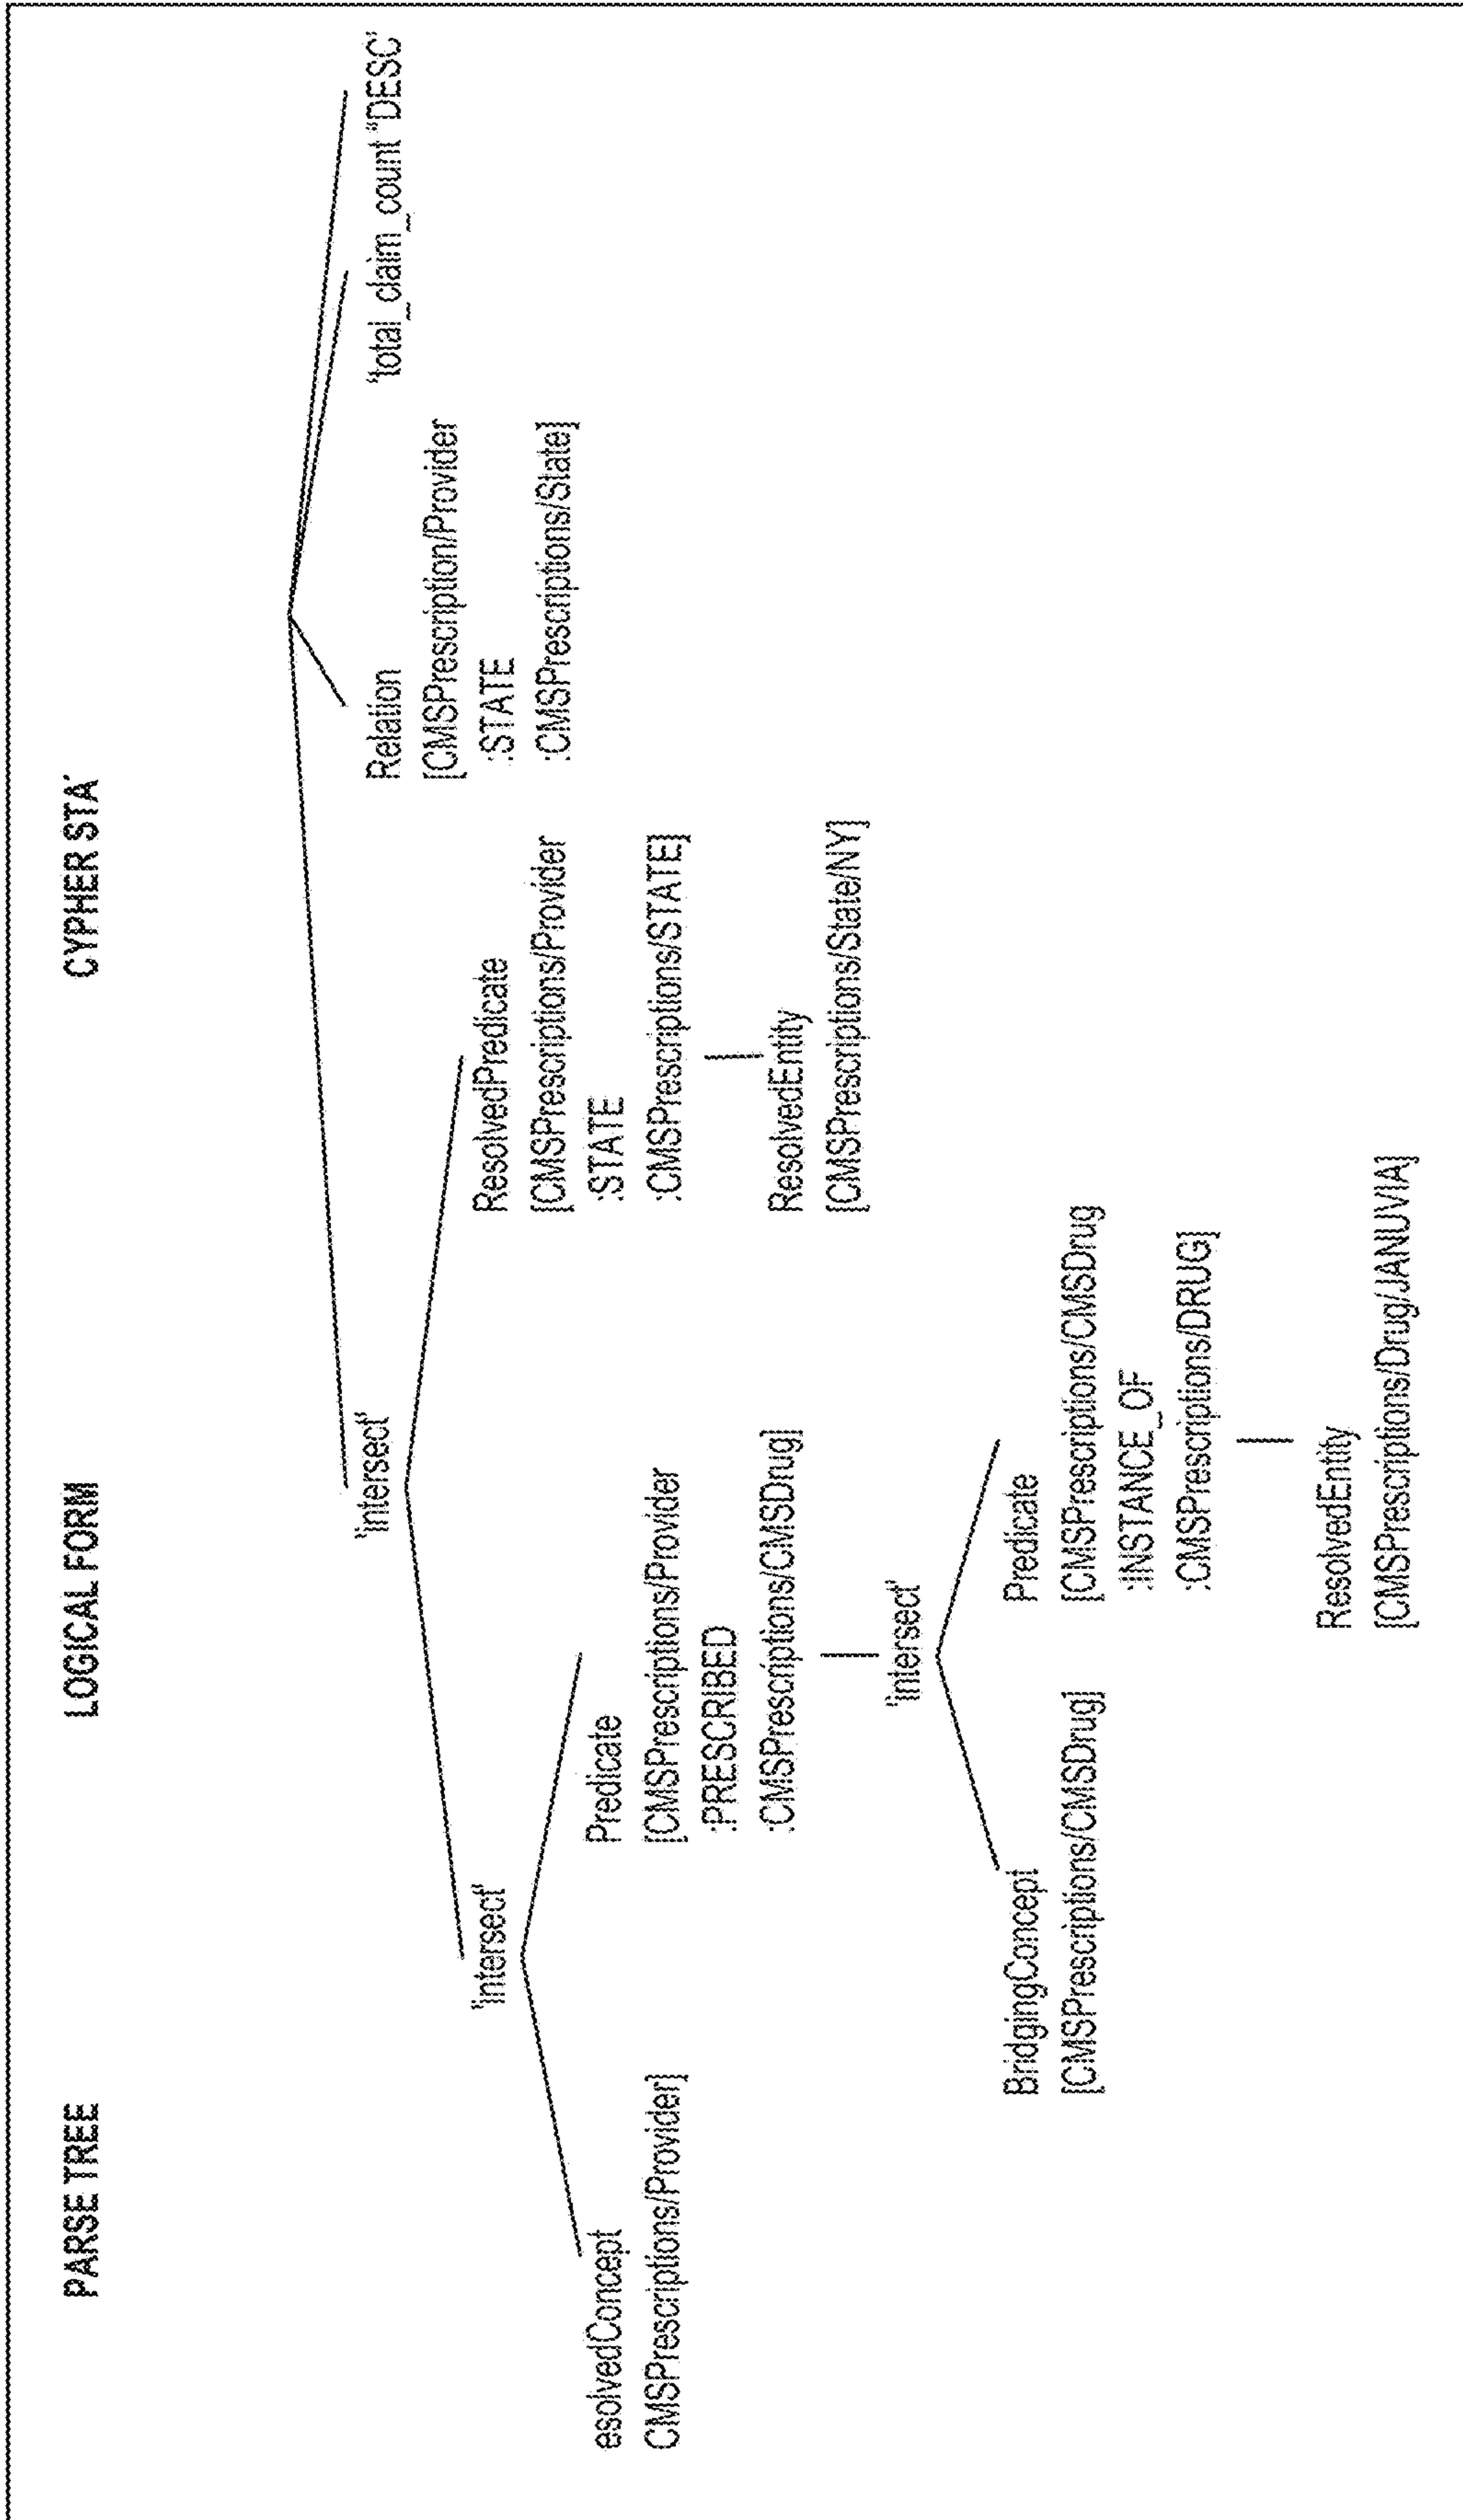 PARSE TREE
LOGICAL FORM
CYPHER STA
'intersect'
Relation
[CMSPrescription/Provider
:STATE
:CMSPrescriptions/State]
"total_claim_count "DESC'
'intersect'
ResolvedPredicate
[CMSPrescriptions/Provider
:STATE
:CMSPrescriptions/STATE]
ResolvedEntity
[CMSPrescriptions/State/NY]
esolvedConcept
CMSPrescriptions/Provider]
Predicate
[CMSPrescriptions/Provider
:PRESCRIBED
:CMSPrescriptions/CMSDrug]
'intersect'
BridgingConcept
[CMSPrescriptions/CMSDrug]
Predicate
[CMSPrescriptions/CMSDrug
:INSTANCE_OF
:CMSPrescriptions/DRUG]
ResolvedEntity
[CMSPrescriptions/Drug/JANUVIA]